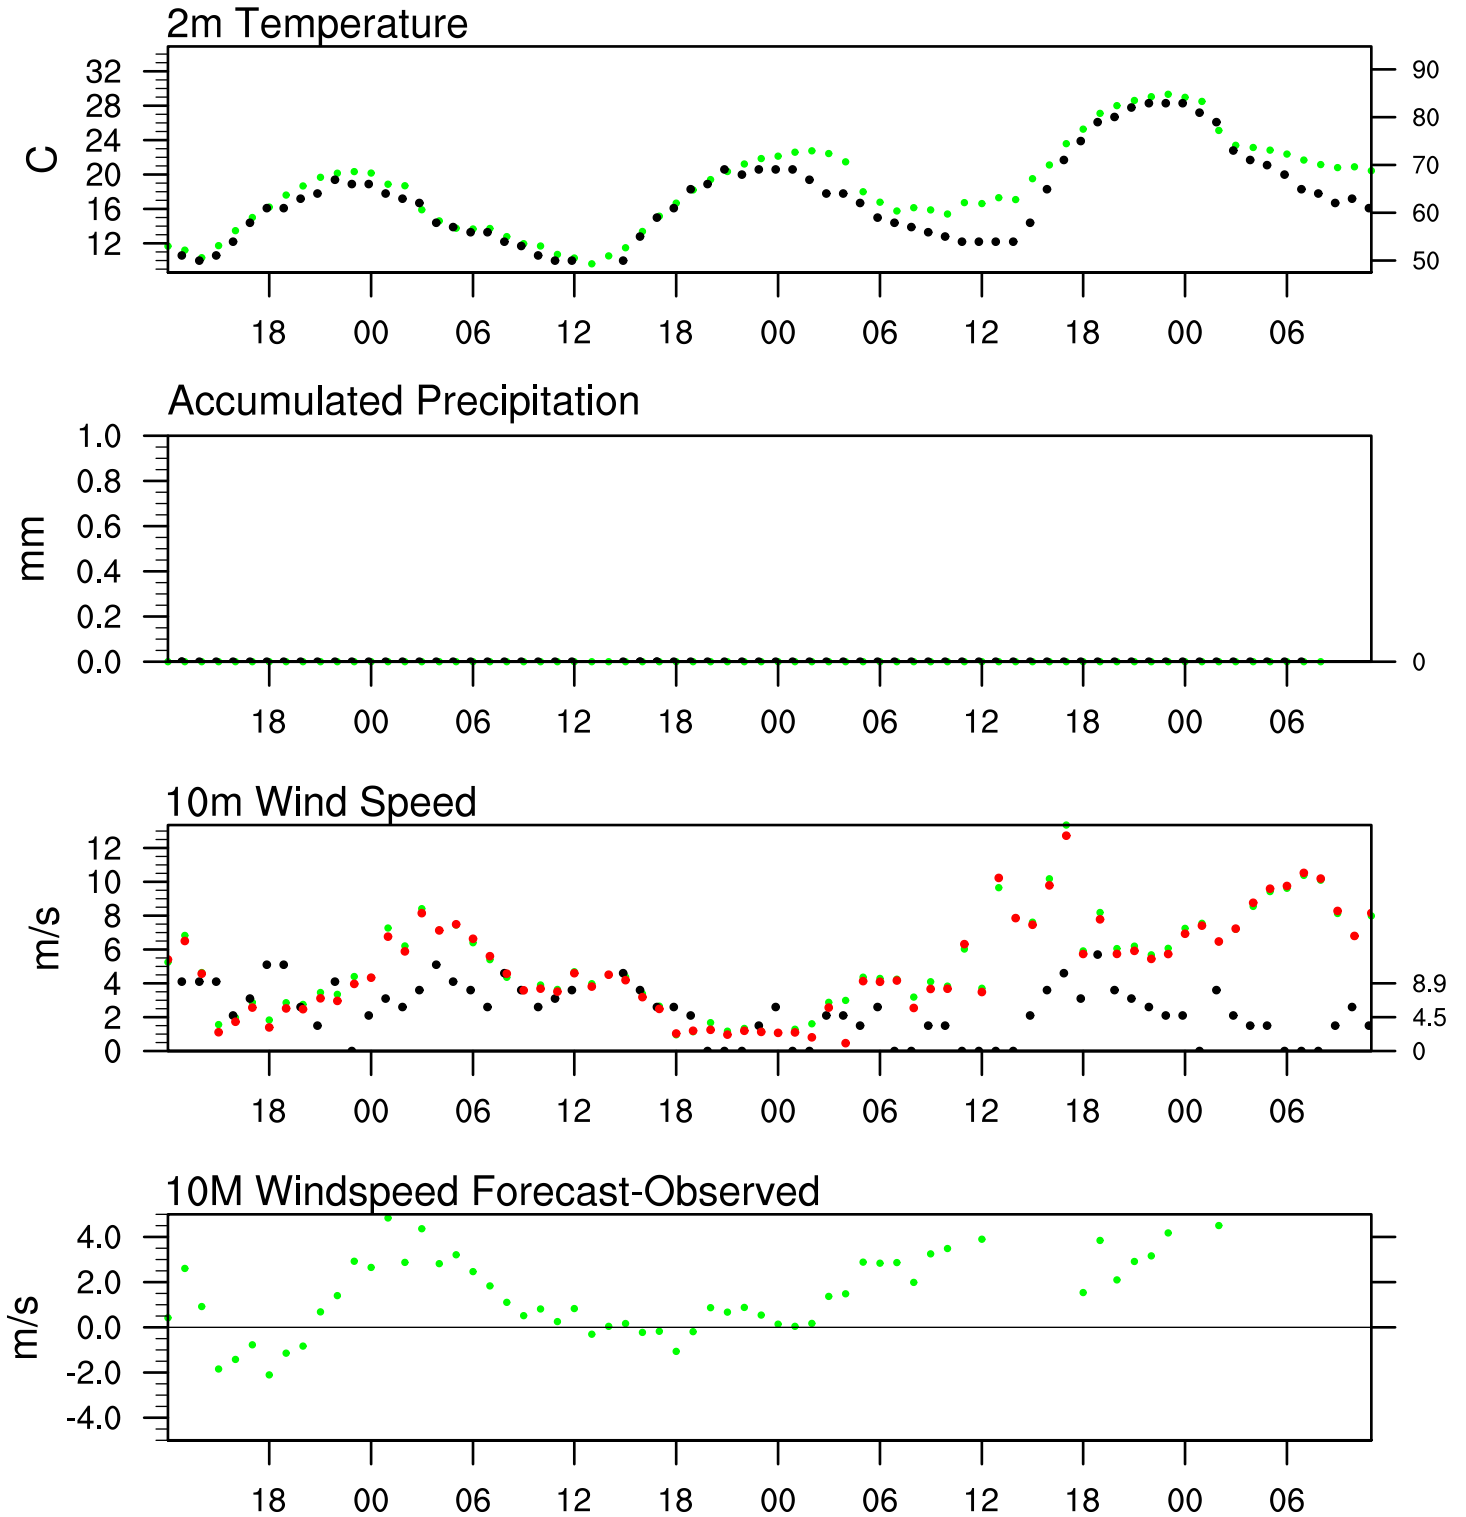 2m Temperature
32
28
24
20
16
12
C
90
80
70
60
50
18 00 06 12 18 00 06 12 18 00 06
Accumulated Precipitation
1.0
0.8
0.6
0.4
0.2
0.0
mm
0
18 00 06 12 18 00 06 12 18 00 06
10m Wind Speed
12
10
8
6
4
2
0
m/s
8.9
4.5
0
18 00 06 12 18 00 06 12 18 00 06
10M Windspeed Forecast-Observed
4.0
2.0
0.0
-2.0
-4.0
m/s
18 00 06 12 18 00 06 12 18 00 06